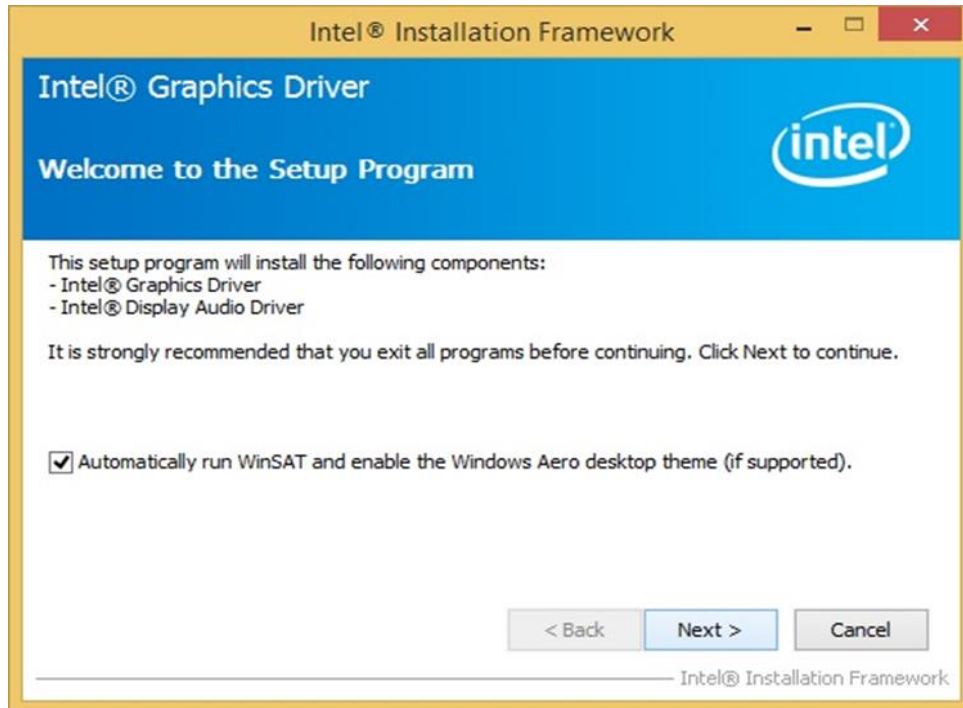 Intel® Installation Framework
Intel® Graphics Driver
Welcome to the Setup Program
intel
This setup program will install the following components:
- Intel® Graphics Driver
- Intel® Display Audio Driver
It is strongly recommended that you exit all programs before continuing. Click Next to continue.
Automatically run WinSAT and enable the Windows Aero desktop theme (if supported).
< Back Next > Cancel
Intel® Installation Framework